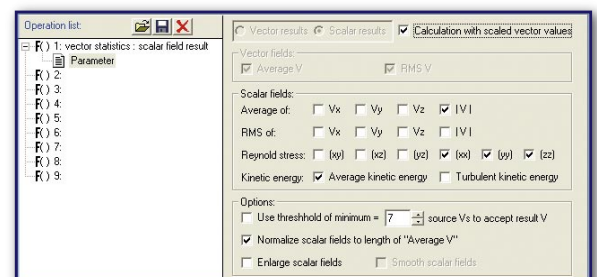 Operation list:
F( ) 1: vector statistics : scalar field result
Parameter
F( ) 2:
F( ) 3:
F( ) 4:
F( ) 5:
F( ) 6:
F( ) 7:
F( ) 8:
F( ) 9:
Vector results Scalar results Calculation with scaled vector values
Vector fields:
Average V RMS V
Scalar fields:
Average of: Vx Vy Vz |V|
RMS of: Vx Vy Vz |V|
Reynold stress: (xy) (xz) (yz) (xx) (yy) (zz)
Kinetic energy: Average kinetic energy Turbulent kinetic energy
Options:
Use threshhold of minimum = 7 source Vs to accept result V
Normalize scalar fields to length of "Average V"
Enlarge scalar fields Smooth scalar fields